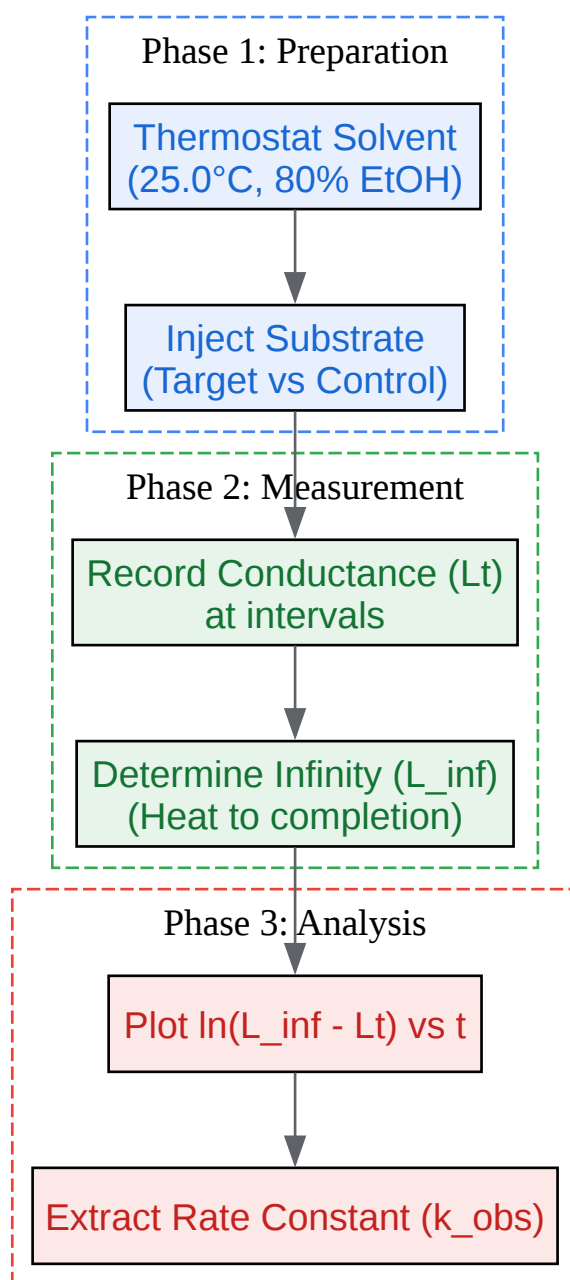 Phase 1: Preparation
Thermostat Solvent
(25.0°C, 80% EtOH)
Inject Substrate
(Target vs Control)
Phase 2: Measurement
Record Conductance (Lt)
at intervals
Determine Infinity (L_inf)
(Heat to completion)
Phase 3: Analysis
Plot ln(L_inf - Lt) vs t
Extract Rate Constant (k_obs)